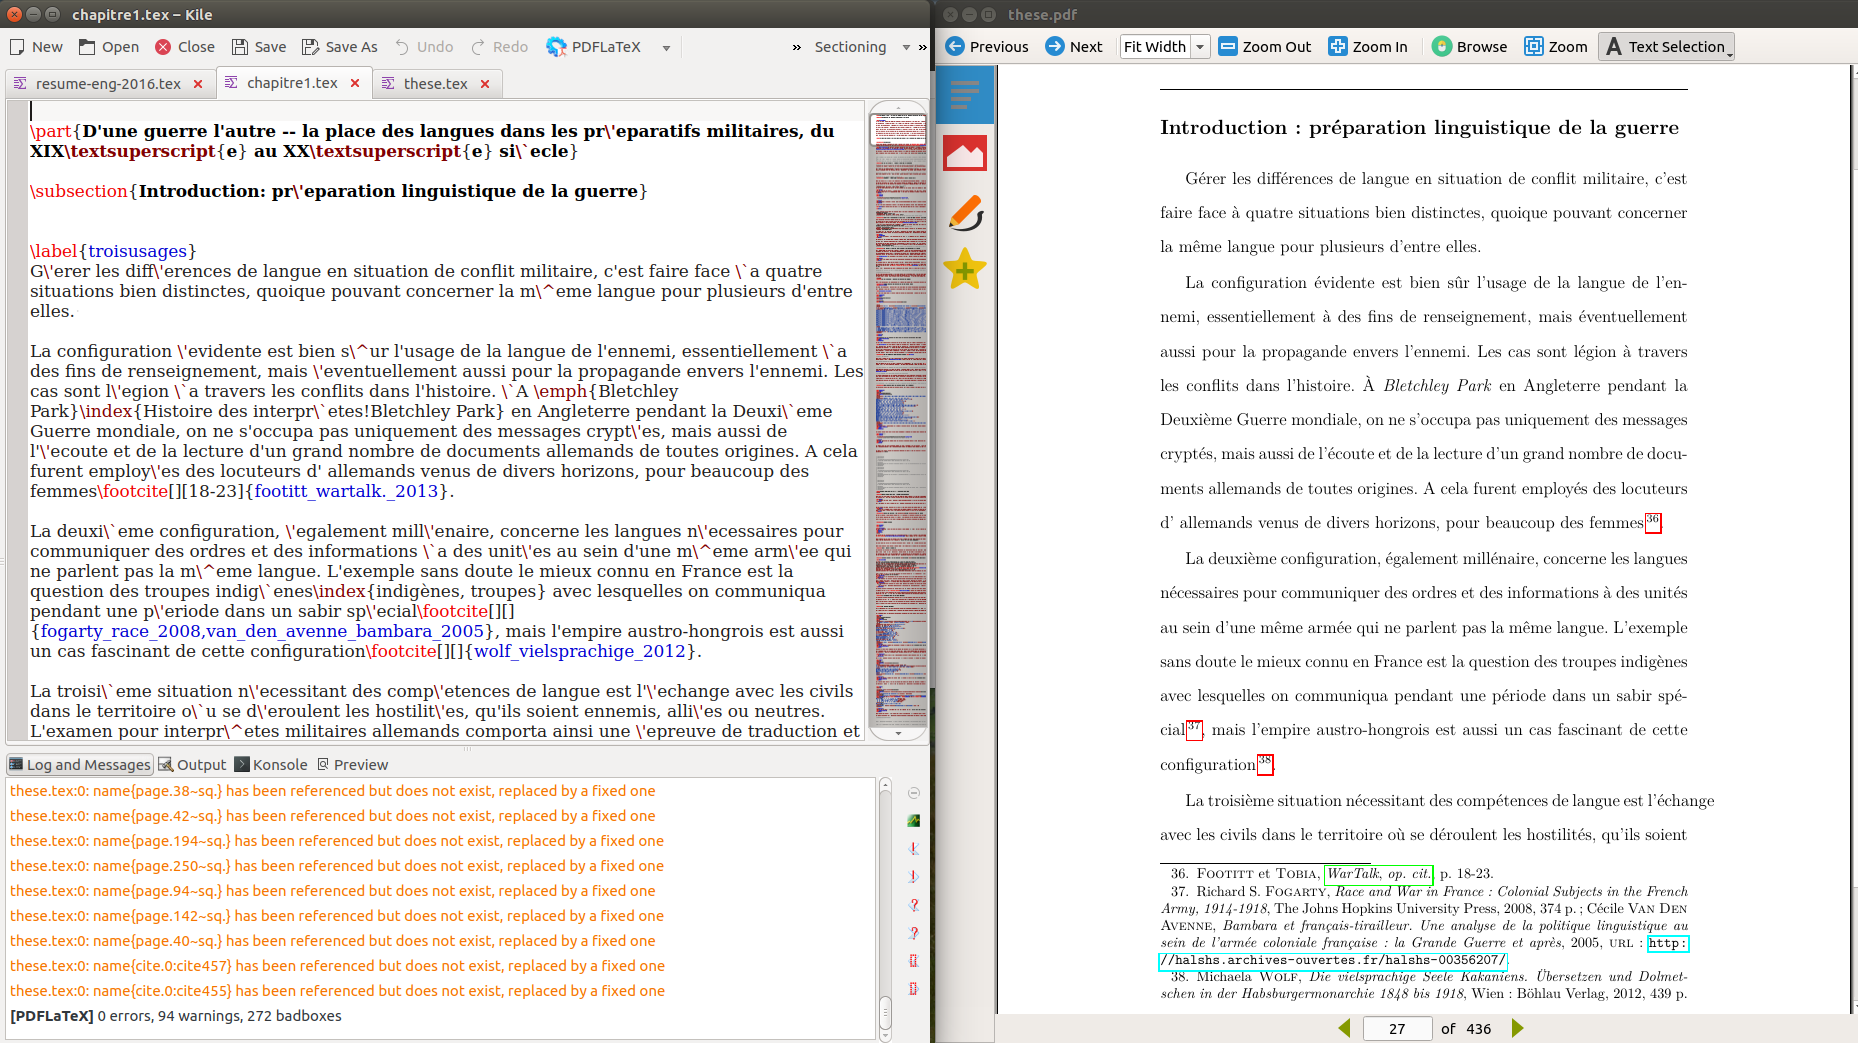 chapitre1.tex – Kile
New Open Close Save Save As Undo Redo PDFLaTeX » Sectioning »
resume-eng-2016.tex chapitre1.tex these.tex
\part{D'une guerre l'autre -- la place des langues dans les pr\'eparatifs militaires, du
XIX\textsuperscript{e} au XX\textsuperscript{e} si\`ecle}
\subsection{Introduction: pr\'eparation linguistique de la guerre}
\label{troisusages}
G\'erer les diff\'erences de langue en situation de conflit militaire, c'est faire face \`a quatre
situations bien distinctes, quoique pouvant concerner la m\^eme langue pour plusieurs d'entre
elles.
La configuration \'evidente est bien s\^ur l'usage de la langue de l'ennemi, essentiellement \`a
des fins de renseignement, mais \'eventuellement aussi pour la propagande envers l'ennemi. Les
cas sont l\'egion \`a travers les conflits dans l'histoire. \`A \emph{Bletchley
Park}\index{Histoire des interpr\`etes!Bletchley Park} en Angleterre pendant la Deuxi\`eme
Guerre mondiale, on ne s'occupa pas uniquement des messages crypt\'es, mais aussi de
l'\'ecoute et de la lecture d'un grand nombre de documents allemands de toutes origines. A cela
furent employ\'es des locuteurs d' allemands venus de divers horizons, pour beaucoup des
femmes\footcite[][18-23]{footitt_wartalk._2013}.
La deuxi\`eme configuration, \'egalement mill\'enaire, concerne les langues n\'ecessaires pour
communiquer des ordres et des informations \`a des unit\'es au sein d'une m\^eme arm\'ee qui
ne parlent pas la m\^eme langue. L'exemple sans doute le mieux connu en France est la
question des troupes indig\`enes\index{indigènes, troupes} avec lesquelles on communiqua
pendant une p\'eriode dans un sabir sp\'ecial\footcite[][]
{fogarty_race_2008,van_den_avenne_bambara_2005}, mais l'empire austro-hongrois est aussi
un cas fascinant de cette configuration\footcite[][]{wolf_vielsprachige_2012}.
La troisi\`eme situation n\'ecessitant des comp\'etences de langue est l'\'echange avec les civils
dans le territoire o\`u se d\'eroulent les hostilit\'es, qu'ils soient ennemis, alli\'es ou neutres.
L'examen pour interpr\^etes militaires allemands comporta ainsi une \'epreuve de traduction et
Log and Messages Output Konsole Preview
these.tex:0: name{page.38~sq.} has been referenced but does not exist, replaced by a fixed one
these.tex:0: name{page.42~sq.} has been referenced but does not exist, replaced by a fixed one
these.tex:0: name{page.194~sq.} has been referenced but does not exist, replaced by a fixed one
these.tex:0: name{page.250~sq.} has been referenced but does not exist, replaced by a fixed one
these.tex:0: name{page.94~sq.} has been referenced but does not exist, replaced by a fixed one
these.tex:0: name{page.142~sq.} has been referenced but does not exist, replaced by a fixed one
these.tex:0: name{page.40~sq.} has been referenced but does not exist, replaced by a fixed one
these.tex:0: name{cite.0:cite457} has been referenced but does not exist, replaced by a fixed one
these.tex:0: name{cite.0:cite455} has been referenced but does not exist, replaced by a fixed one
[PDFLaTeX] 0 errors, 94 warnings, 272 badboxes
these.pdf
Previous Next Fit Width Zoom Out Zoom In Browse Zoom Text Selection
Introduction : préparation linguistique de la guerre
Gérer les différences de langue en situation de conflit militaire, c'est
faire face à quatre situations bien distinctes, quoique pouvant concerner
la même langue pour plusieurs d'entre elles.
La configuration évidente est bien sûr l'usage de la langue de l'en-
nemi, essentiellement à des fins de renseignement, mais éventuellement
aussi pour la propagande envers l'ennemi. Les cas sont légion à travers
les conflits dans l'histoire. À Bletchley Park en Angleterre pendant la
Deuxième Guerre mondiale, on ne s'occupa pas uniquement des messages
cryptés, mais aussi de l'écoute et de la lecture d'un grand nombre de docu-
ments allemands de toutes origines. A cela furent employés des locuteurs
d' allemands venus de divers horizons, pour beaucoup des femmes36.
La deuxième configuration, également millénaire, concerne les langues
nécessaires pour communiquer des ordres et des informations à des unités
au sein d'une même armée qui ne parlent pas la même langue. L'exemple
sans doute le mieux connu en France est la question des troupes indigènes
avec lesquelles on communiqua pendant une période dans un sabir spé-
cial37, mais l'empire austro-hongrois est aussi un cas fascinant de cette
configuration38.
La troisième situation nécessitant des compétences de langue est l'échange
avec les civils dans le territoire où se déroulent les hostilités, qu'ils soient
36. FOOTITT et TOBIA, WarTalk, op. cit., p. 18-23.
37. Richard S. FOGARTY, Race and War in France : Colonial Subjects in the French
Army, 1914-1918, The Johns Hopkins University Press, 2008, 374 p. ; Cécile VAN DEN
AVENNE, Bambara et français-tirailleur. Une analyse de la politique linguistique au
sein de l'armée coloniale française : la Grande Guerre et après, 2005, URL : http:
//halshs.archives-ouvertes.fr/halshs-00356207/.
38. Michaela WOLF, Die vielsprachige Seele Kakaniens. Übersetzen und Dolmet-
schen in der Habsburgermonarchie 1848 bis 1918, Wien : Böhlau Verlag, 2012, 439 p.
27 of 436